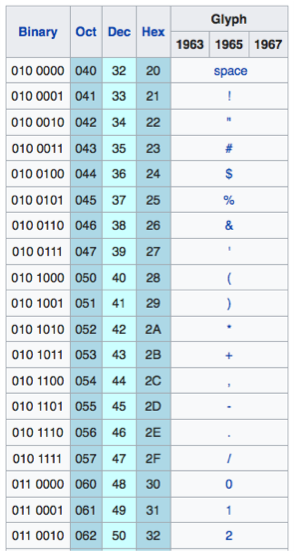 Binary Oct Dec Hex Glyph
1963 1965 1967
010 0000 040 32 20 space
010 0001 041 33 21 !
010 0010 042 34 22 "
010 0011 043 35 23 #
010 0100 044 36 24 $
010 0101 045 37 25 %
010 0110 046 38 26 &
010 0111 047 39 27 '
010 1000 050 40 28 (
010 1001 051 41 29 )
010 1010 052 42 2A *
010 1011 053 43 2B +
010 1100 054 44 2C ,
010 1101 055 45 2D -
010 1110 056 46 2E .
010 1111 057 47 2F /
011 0000 060 48 30 0
011 0001 061 49 31 1
011 0010 062 50 32 2